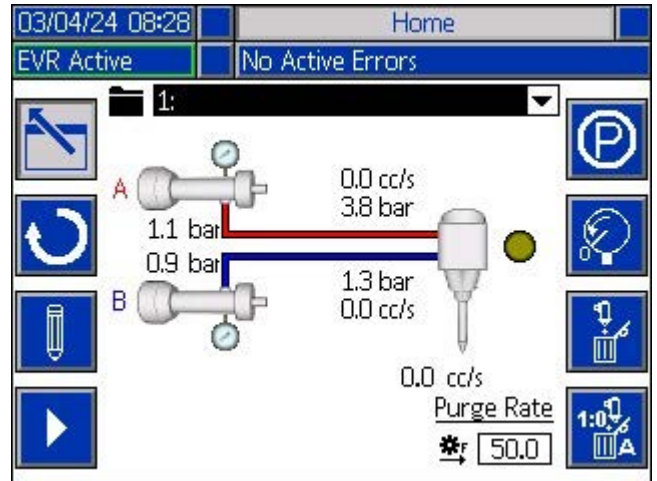 03/04/24 08:28 Home
EVR Active No Active Errors
1:
A
0.0 cc/s
3.8 bar
1.1 bar
0.9 bar
B
1.3 bar
0.0 cc/s
0.0 cc/s
Purge Rate
F 50.0
P
0
1:0
A